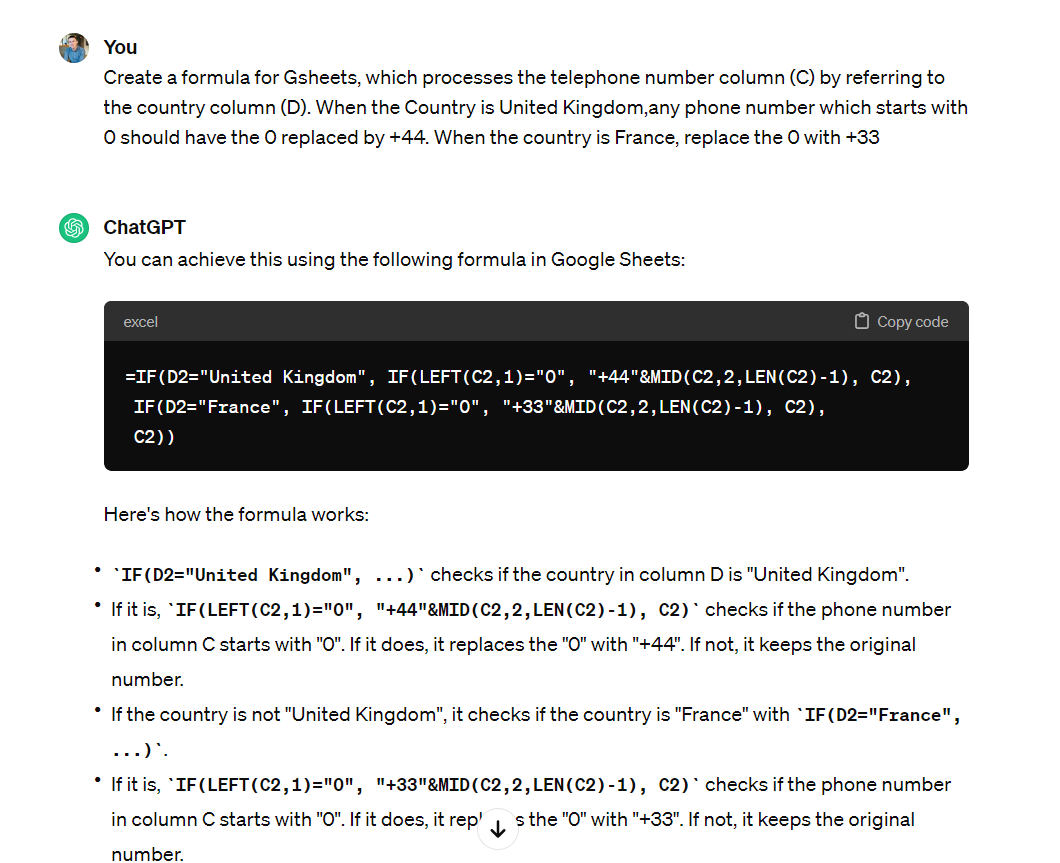 You
Create a formula for Gsheets, which processes the telephone number column (C) by referring to
the country column (D). When the Country is United Kingdom,any phone number which starts with
0 should have the 0 replaced by +44. When the country is France, replace the 0 with +33
ChatGPT
You can achieve this using the following formula in Google Sheets:
excel
Copy code
=IF(D2="United Kingdom", IF(LEFT(C2,1)="0", "+44"&MID(C2,2,LEN(C2)-1), C2),
IF(D2="France", IF(LEFT(C2,1)="0", "+33"&MID(C2,2,LEN(C2)-1), C2),
C2))
Here's how the formula works:
• `IF(D2="United Kingdom", ...)` checks if the country in column D is "United Kingdom".
• If it is, `IF(LEFT(C2,1)="0", "+44"&MID(C2,2,LEN(C2)-1), C2)` checks if the phone number
in column C starts with "0". If it does, it replaces the "0" with "+44". If not, it keeps the original
number.
• If the country is not "United Kingdom", it checks if the country is "France" with `IF(D2="France",
...)`.
• If it is, `IF(LEFT(C2,1)="0", "+33"&MID(C2,2,LEN(C2)-1), C2)` checks if the phone number
in column C starts with "0". If it does, it the "0" with "+33". If not, it keeps the original
number.